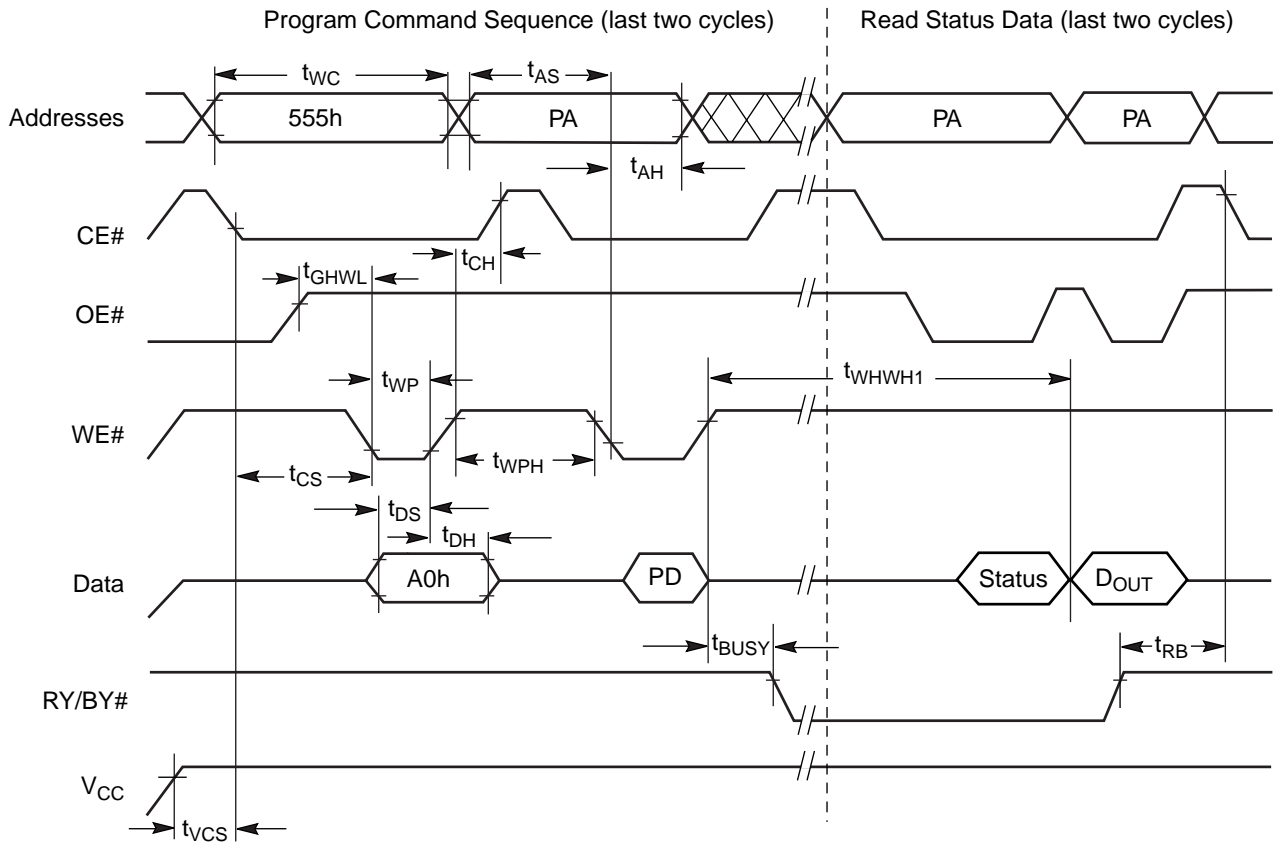 Program Command Sequence (last two cycles) Read Status Data (last two cycles)
tWC tAS
Addresses 555h PA PA PA
tAH
CE#
tCH
tGHWL
OE#
tWP tWHWH1
WE#
tCS tWPH
tDS
tDH
Data A0h PD Status DOUT
tBUSY tRB
RY/BY#
VCC
tVCS